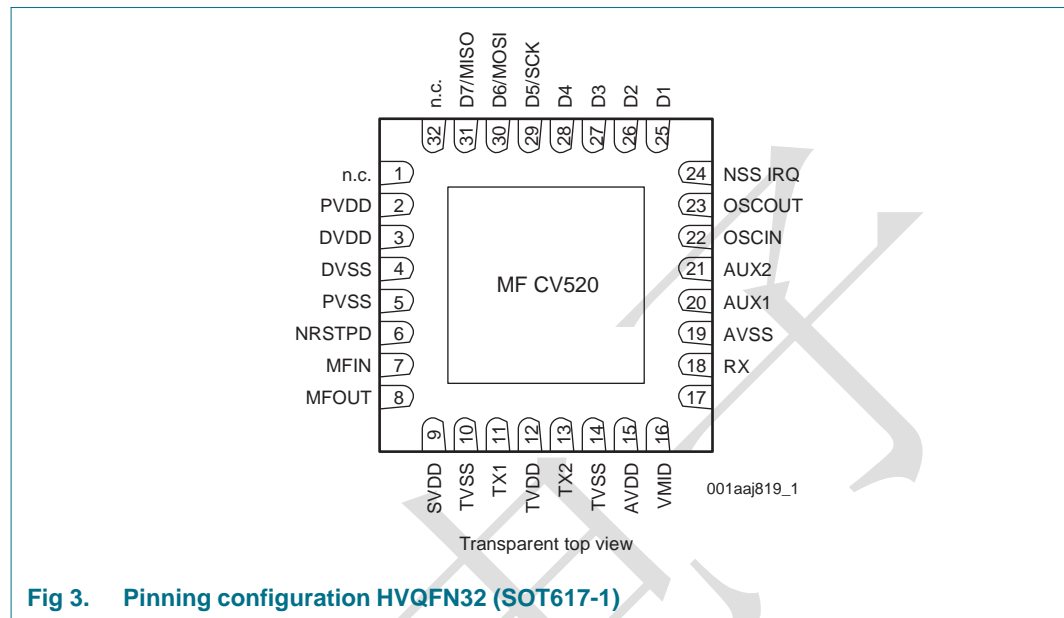 n.c.
D7/MISO
D6/MOSI
D5/SCK
D4
D3
D2
D1
32
31
30
29
28
27
26
25
n.c. 1
PVDD 2
DVDD 3
DVSS 4
PVSS 5
NRSTPD 6
MFIN 7
MFOUT 8
MF CV520
24 NSS IRQ
23 OSCOUT
22 OSCIN
21 AUX2
20 AUX1
19 AVSS
18 RX
17
9
10
11
12
13
14
15
16
SVDD
TVSS
TX1
TVDD
TX2
TVSS
AVDD
VMID
001aaj819_1
Transparent top view
Fig 3. Pinning configuration HVQFN32 (SOT617-1)